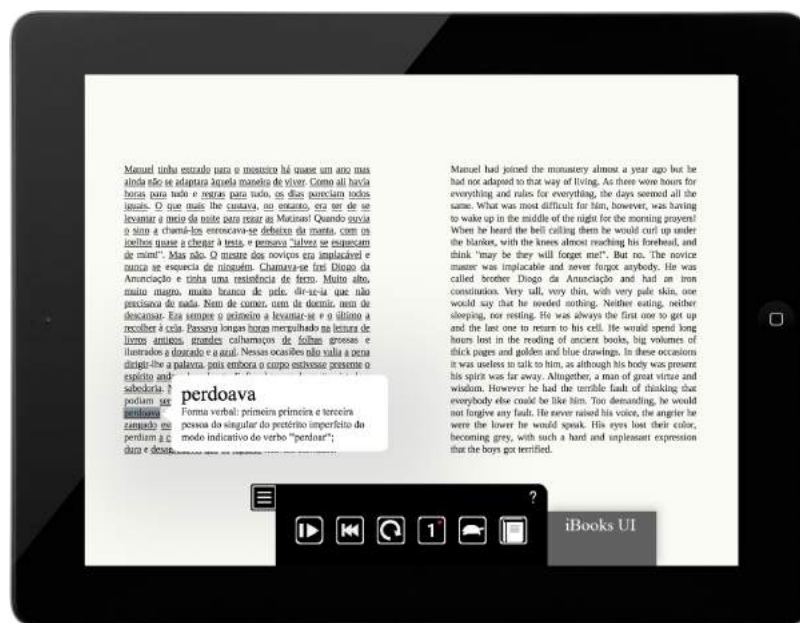 Manuel tinha entrado para o mosteiro há quase um ano mas
ainda não se adaptara àquela maneira de viver. Como ali havia
horas para tudo e regras para tudo, os dias pareciam todos
iguais. O que mais lhe custava, no entanto, era ter de se
levantar a meio da noite para rezar as Matinas! Quando ouvia
o sino a chamá-los enroscava-se debaixo da manta, com os
joelhos quase a chegar à testa, e pensava "talvez se esqueçam
de mim!". Mas não. O mestre dos noviços era implacável e
nunca se esquecia de ninguém. Chamava-se frei Diogo da
Anunciação e tinha uma resistência de ferro. Muito alto,
muito magro, muito branco de pele, dir-se-ia que não
precisava de nada. Nem de comer, nem de dormir, nem de
descansar. Era sempre o primeiro a levantar-se e o último a
recolher à cela. Passava longas horas mergulhado na leitura de
livros antigos, grandes calhamaços de folhas grossas e
ilustrados a dourado e a azul. Nessas ocasiões não valia a pena
dirigir-lhe a palavra, pois embora o corpo estivesse presente o
espírito
sabedoria.
podiam
perdoava
zangado
perdiam a
dura e
perdoava
Forma verbal: primeira primeira e terceira
pessoa do singular do pretérito imperfeito do
modo indicativo do verbo "perdoar";
Manuel had joined the monastery almost a year ago but he
had not adapted to that way of living. As there were hours for
everything and rules for everything, the days seemed all the
same. What was most difficult for him, however, was having
to wake up in the middle of the night for the morning prayers!
When he heard the bell calling them he would curl up under
the blanket, with the knees almost reaching his forehead, and
think "may be they will forget me!". But no. The novice
master was implacable and never forgot anybody. He was
called brother Diogo da Anunciação and had an iron
constitution. Very tall, very thin, with very pale skin, one
would say that he needed nothing. Neither eating, neither
sleeping, nor resting. He was always the first one to get up
and the last one to return to his cell. He would spend long
hours lost in the reading of ancient books, big volumes of
thick pages and golden and blue drawings. In these occasions
it was useless to talk to him, as although his body was present
his spirit was far away. Altogether, a man of great virtue and
wisdom. However he had the terrible fault of thinking that
everybody else could be like him. Too demanding, he would
not forgive any fault. He never raised his voice, the angrier he
were the lower he would speak. His eyes lost their color,
becoming grey, with such a hard and unpleasant expression
that the boys got terrified.
?
1
iBooks UI